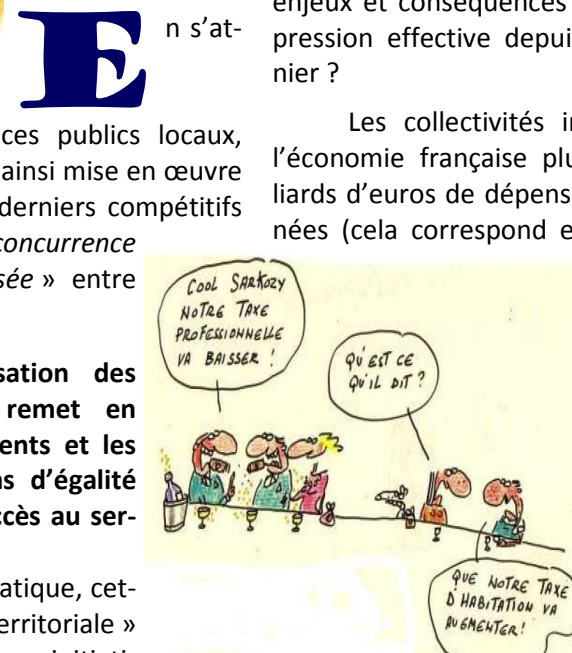 E
n s'at-
ces publics locaux,
ainsi mise en œuvre
derniers compétitifs
concurrence
sée » entre
sation des
remet en
ents et les
s d'égalité
ccès au ser-
atique, cet-
erritoriale »
enjeux et conséquences
pression effective depui
nier ?
Les collectivités in
l'économie française plu
liards d'euros de dépens
nées (cela correspond e
COOL SARKOZY
NOTRE TAXE
PROFESSIONNELLE
VA BAISSER !
QU'EST CE
QU'IL DIT ?
QUE NOTRE TAXE
D'HABITATION VA
AUGMENTER!